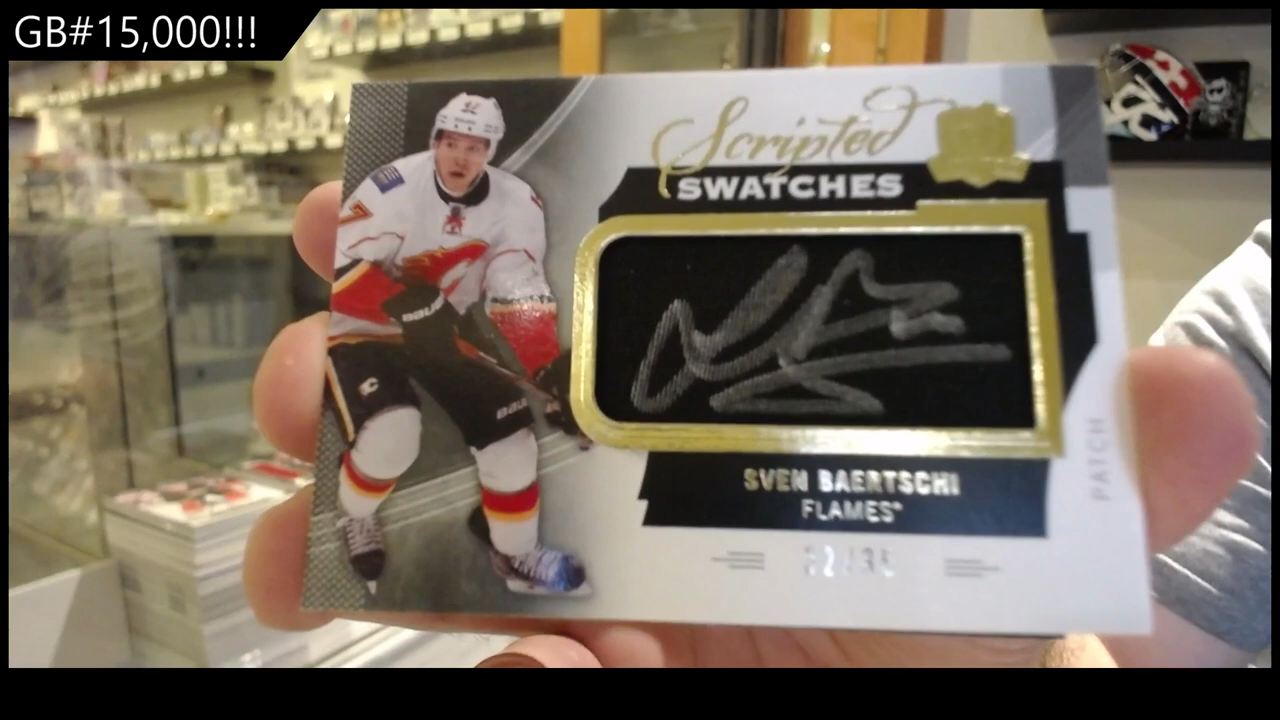 GB#15,000!!!
Scripted
SWATCHES
SVEN BAERTSCHI
FLAMES
PATCH